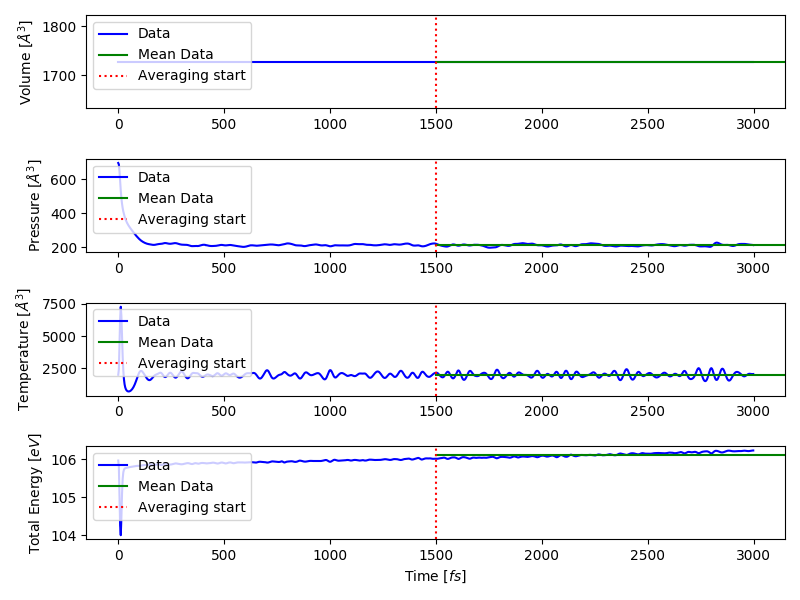 Volume [Å³]
1800
1700
Data
Mean Data
Averaging start
0 500 1000 1500 2000 2500 3000
Pressure [Å³]
600
400
200
Data
Mean Data
Averaging start
0 500 1000 1500 2000 2500 3000
Temperature [Å³]
7500
5000
2500
Data
Mean Data
Averaging start
0 500 1000 1500 2000 2500 3000
Total Energy [eV]
106
105
104
Data
Mean Data
Averaging start
0 500 1000 1500 2000 2500 3000
Time [fs]